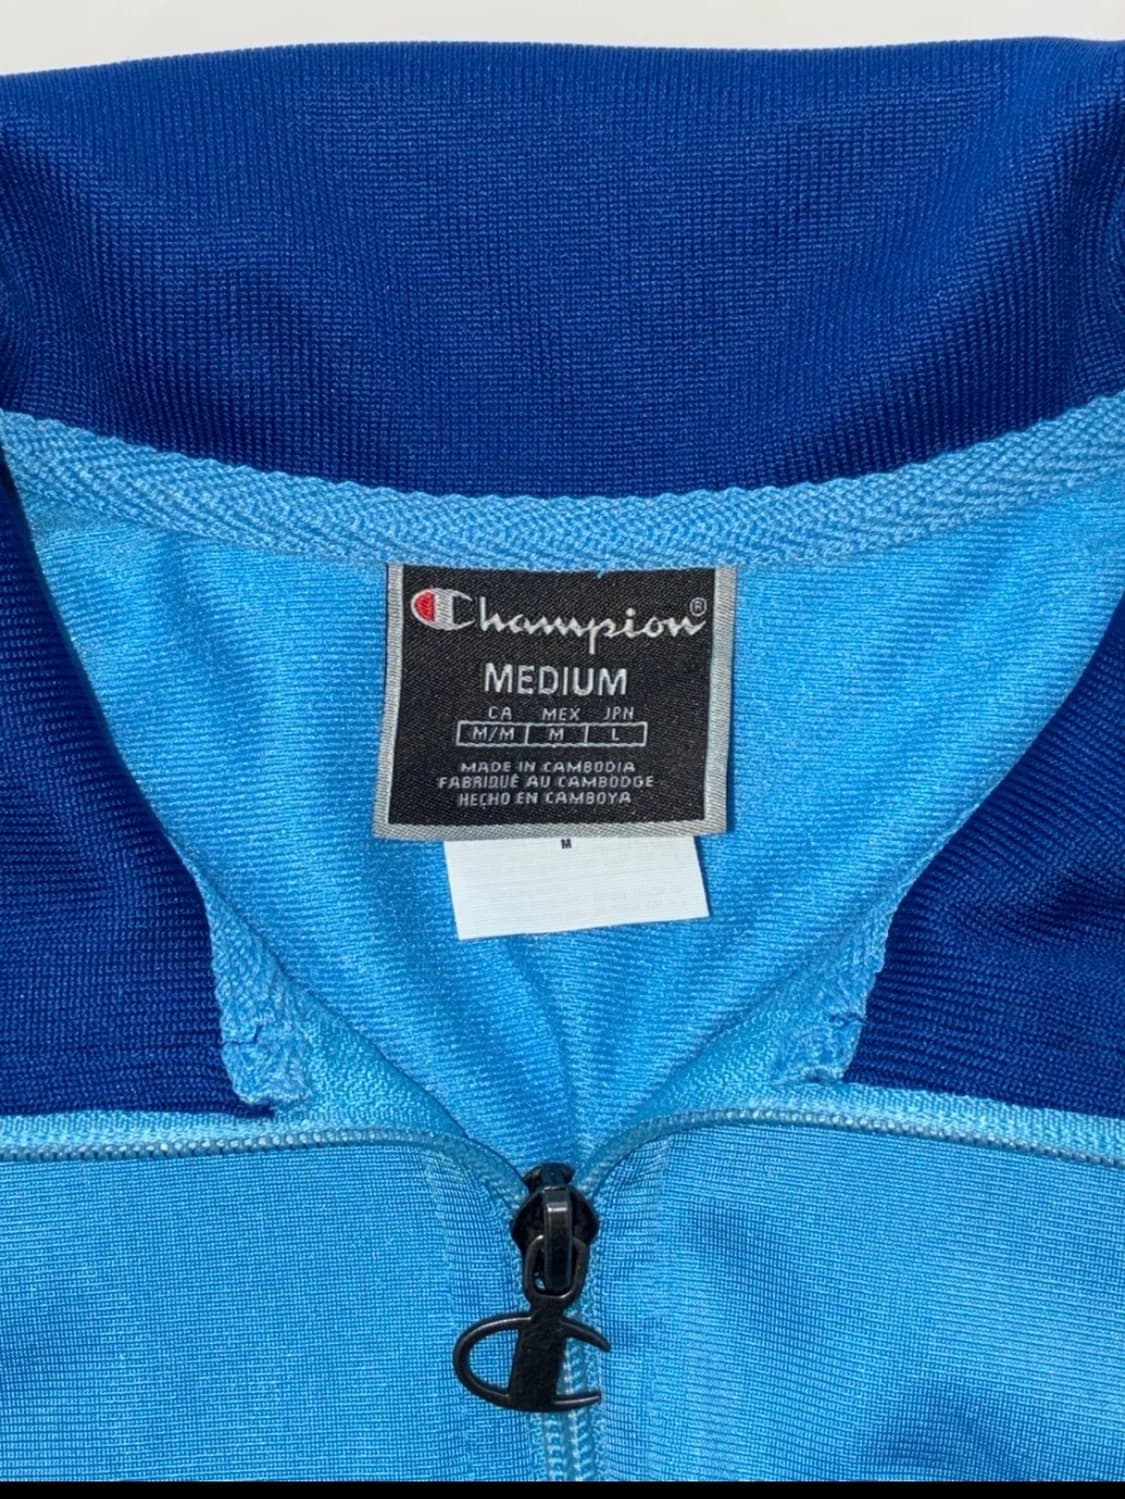 Champion®
MEDIUM
CA MEX JPN
M/M M L
MADE IN CAMBODIA
FABRIQUÉ AU CAMBODGE
HECHO EN CAMBOYA
M